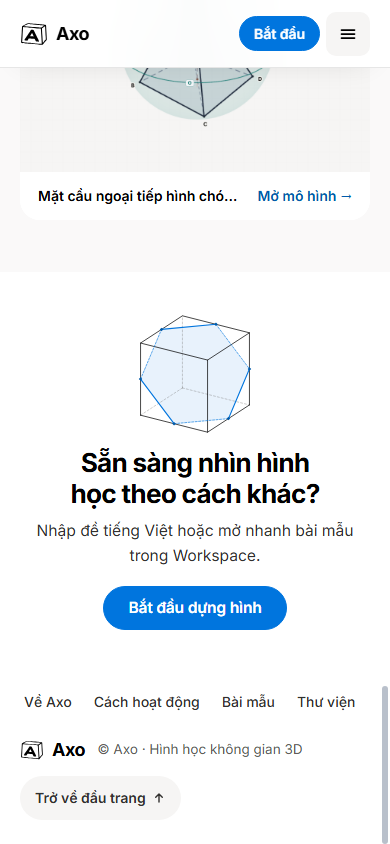 Axo
Bắt đầu
B
D
O
C
Mặt cầu ngoại tiếp hình chó...
Mở mô hình →
Sẵn sàng nhìn hình
học theo cách khác?
Nhập đề tiếng Việt hoặc mở nhanh bài mẫu
trong Workspace.
Bắt đầu dựng hình
Về Axo
Cách hoạt động
Bài mẫu
Thư viện
Axo
© Axo · Hình học không gian 3D
Trở về đầu trang ↑